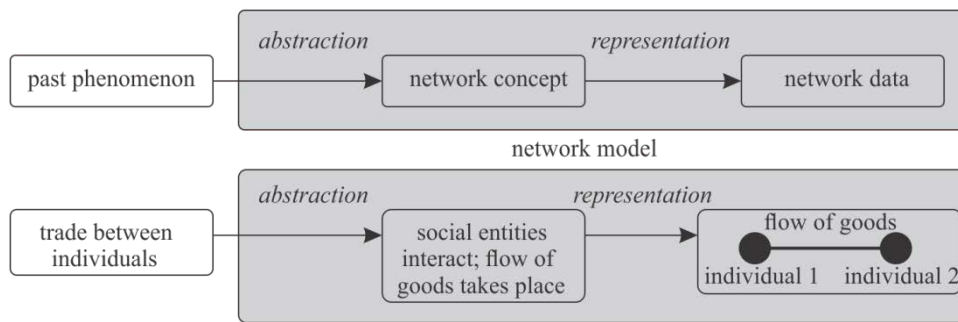 abstraction
representation
past phenomenon
network concept
network data
network model
abstraction
representation
trade between
individuals
social entities
interact; flow of
goods takes place
flow of goods
individual 1
individual 2